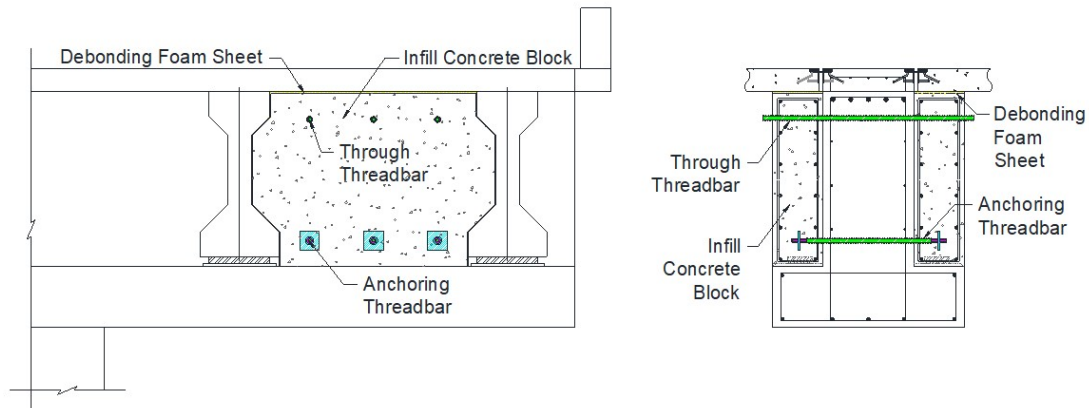 Debonding Foam Sheet
Infill Concrete Block
Through
Threadbar
Anchoring
Threadbar
Through
Threadbar
Infill
Concrete
Block
Debonding
Foam
Sheet
Anchoring
Threadbar